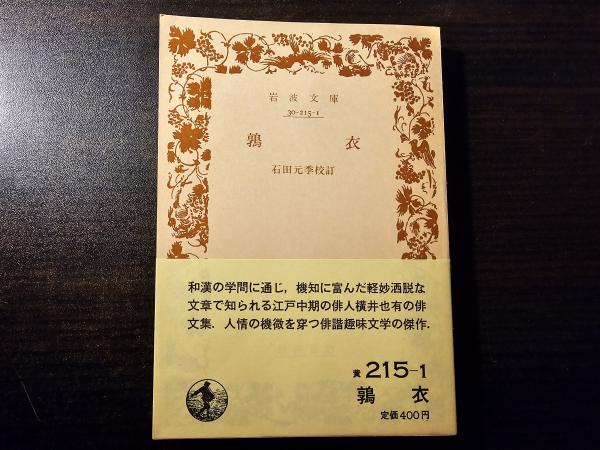 岩波文庫
30-215-1
鶉衣
石田元季校訂
和漢の学問に通じ，機知に富んだ軽妙洒脱な
文章で知られる江戸中期の俳人横井也有の俳
文集．人情の機微を穿つ俳諧趣味文学の傑作．
黄 215-1
鶉衣
定価400円